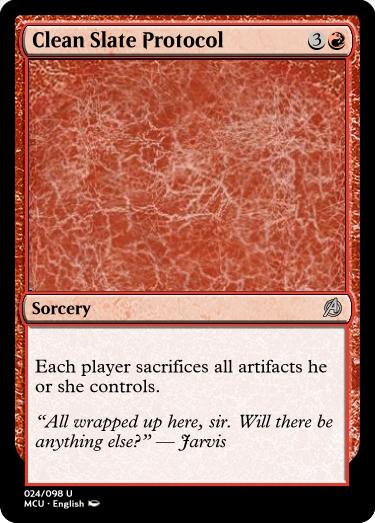 Clean Slate Protocol 3
Sorcery
Each player sacrifices all artifacts he
or she controls.
“All wrapped up here, sir. Will there be
anything else?” — Jarvis
024/098 U
MCU • English